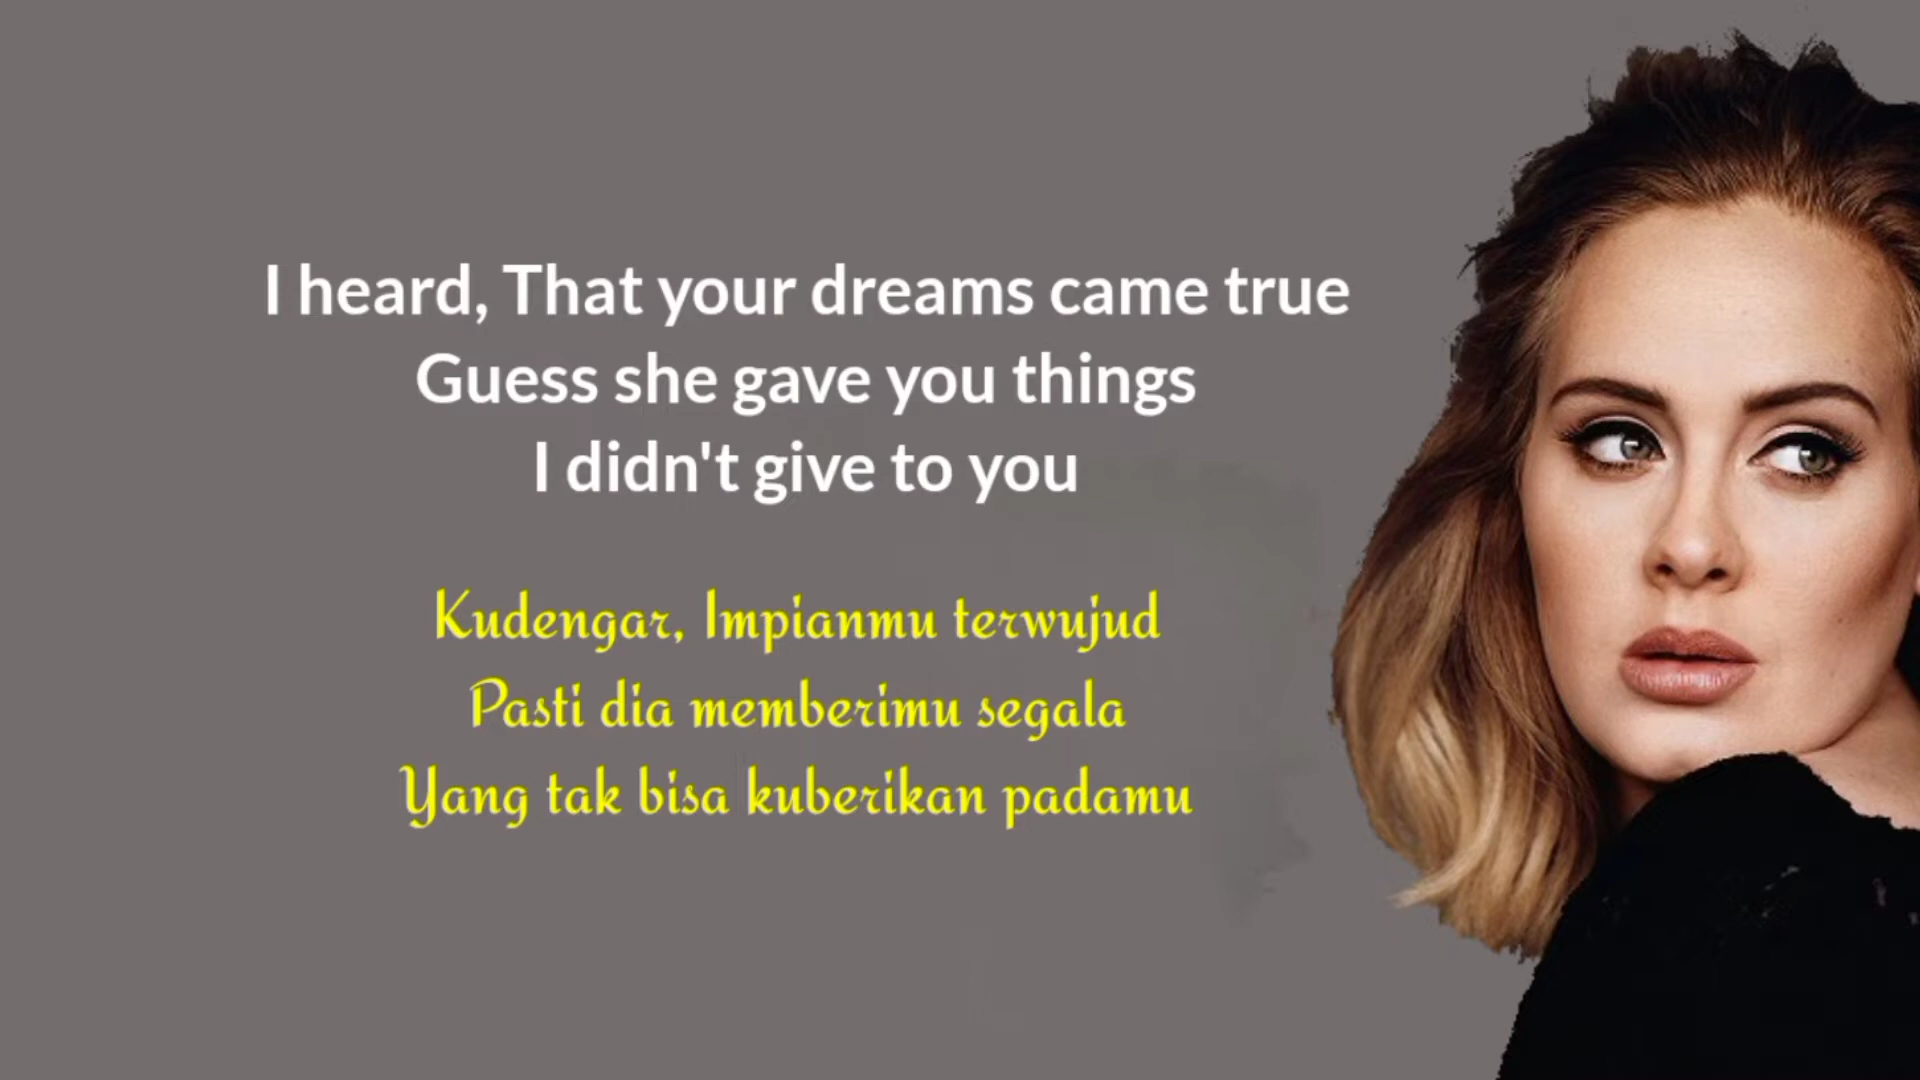 I heard, That your dreams came true
Guess she gave you things
I didn't give to you
Kudengar, Impianmu terwujud
Pasti dia memberimu segala
Yang tak bisa kuberikan padamu